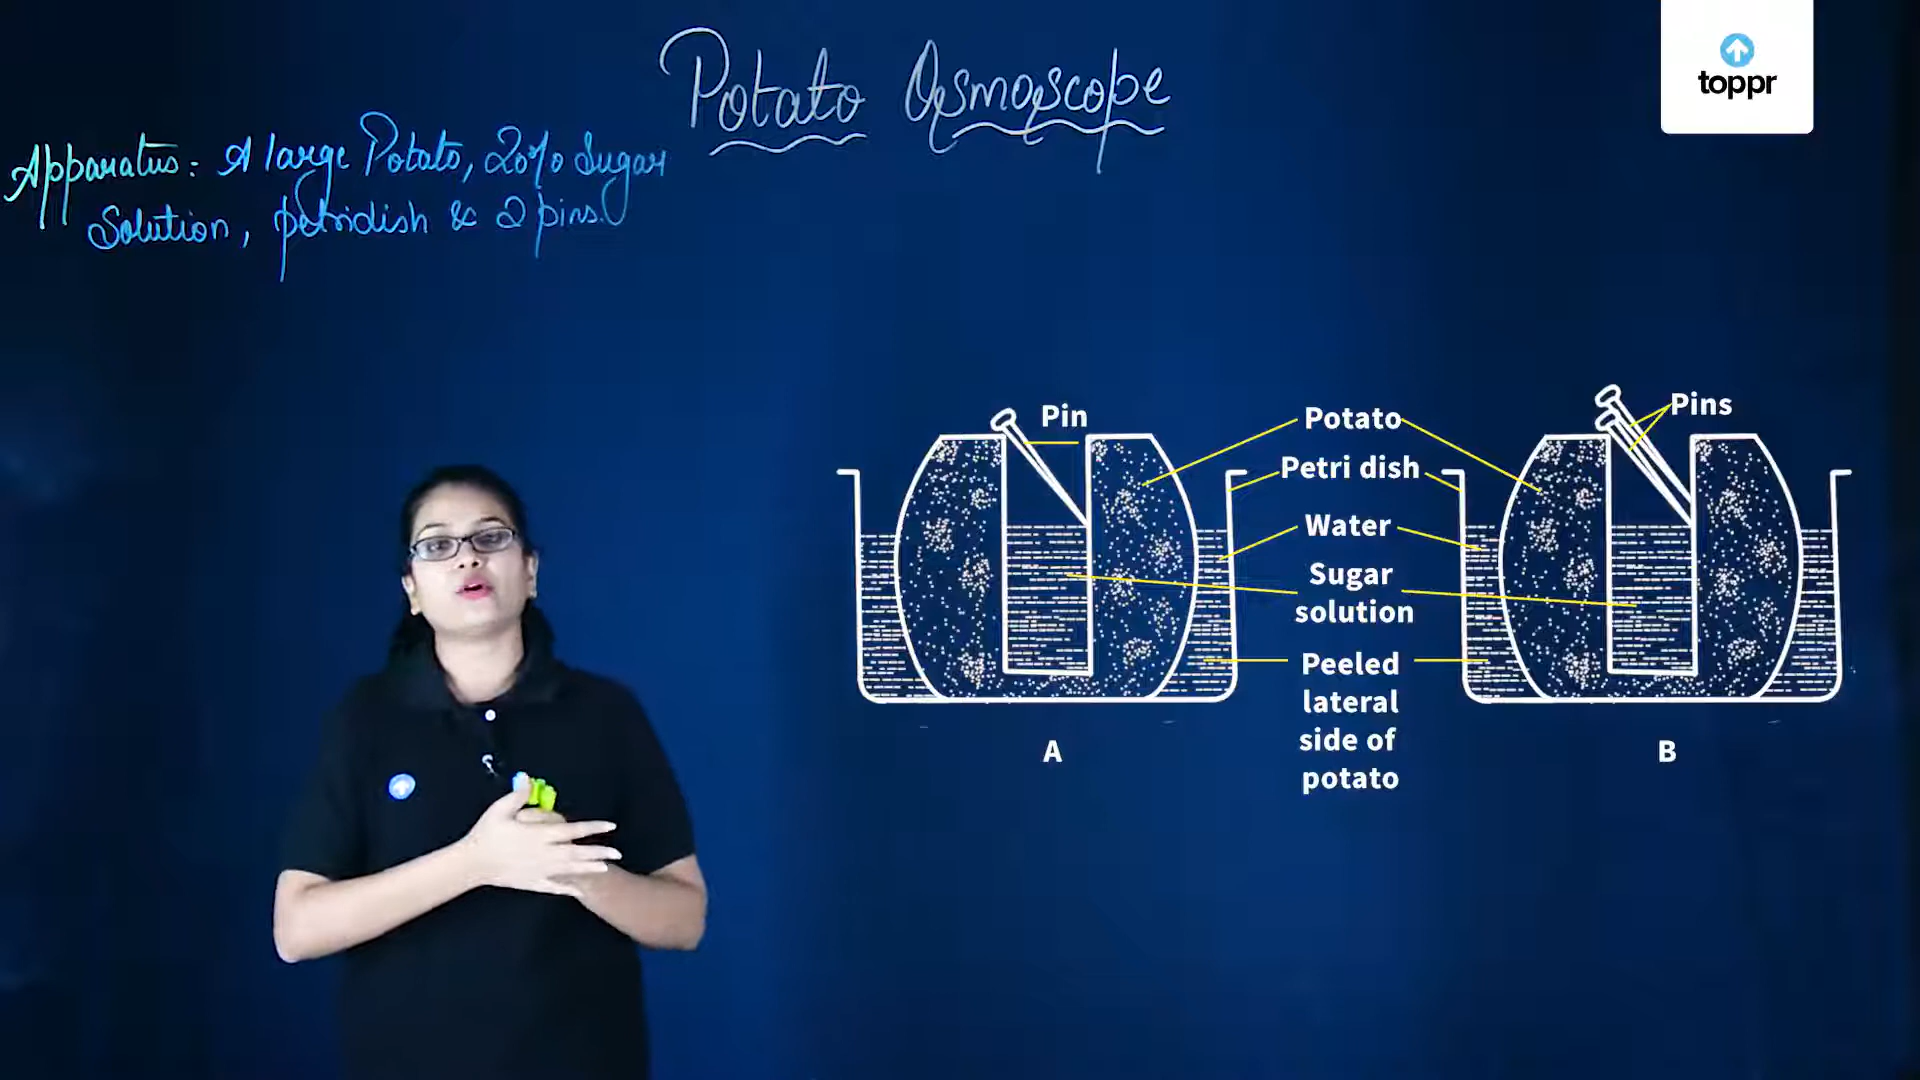 Potato Osmoscope
toppr
Apparatus: A large Potato, 20% Sugar
Solution, petridish & 2 pins.
Pin
Potato
Pins
Petri dish
Water
Sugar
solution
Peeled
lateral
side of
potato
A
B